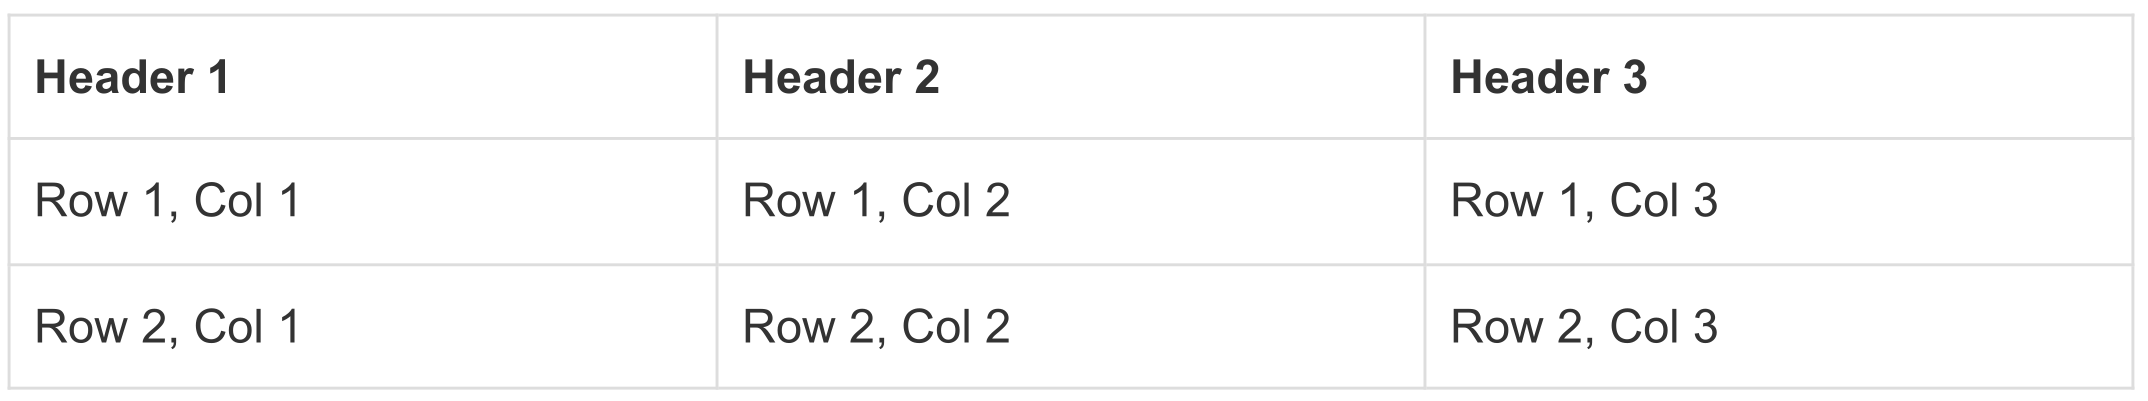 Header 1 Header 2 Header 3
Row 1, Col 1 Row 1, Col 2 Row 1, Col 3
Row 2, Col 1 Row 2, Col 2 Row 2, Col 3